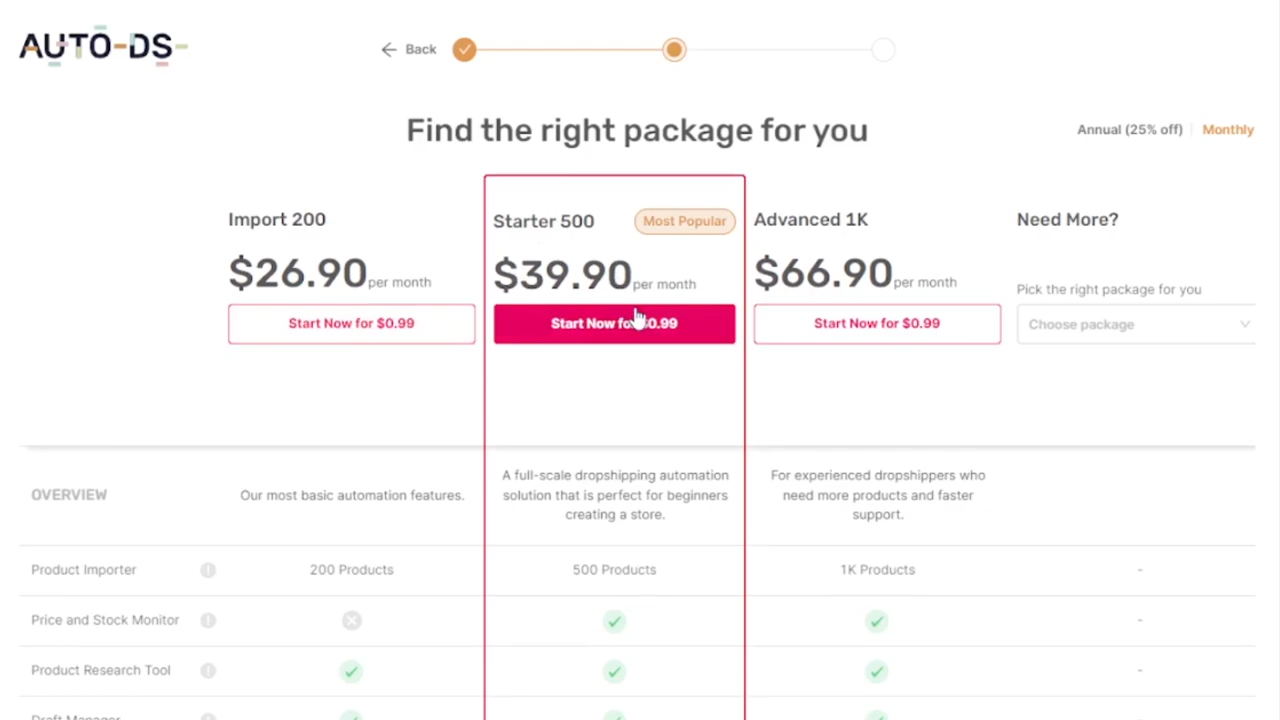 AUTO-DS
Back
Find the right package for you
Annual (25% off)
Monthly
Import 200
Starter 500
Most Popular
Advanced 1K
Need More?
$26.90 per month
$39.90 per month
$66.90 per month
Pick the right package for you
Start Now for $0.99
Start Now for $0.99
Start Now for $0.99
Choose package
OVERVIEW
Our most basic automation features.
A full-scale dropshipping automation
solution that is perfect for beginners
creating a store.
For experienced dropshippers who
need more products and faster
support.
Product Importer
200 Products
500 Products
1K Products
-
Price and Stock Monitor
-
Product Research Tool
-
Draft Manager